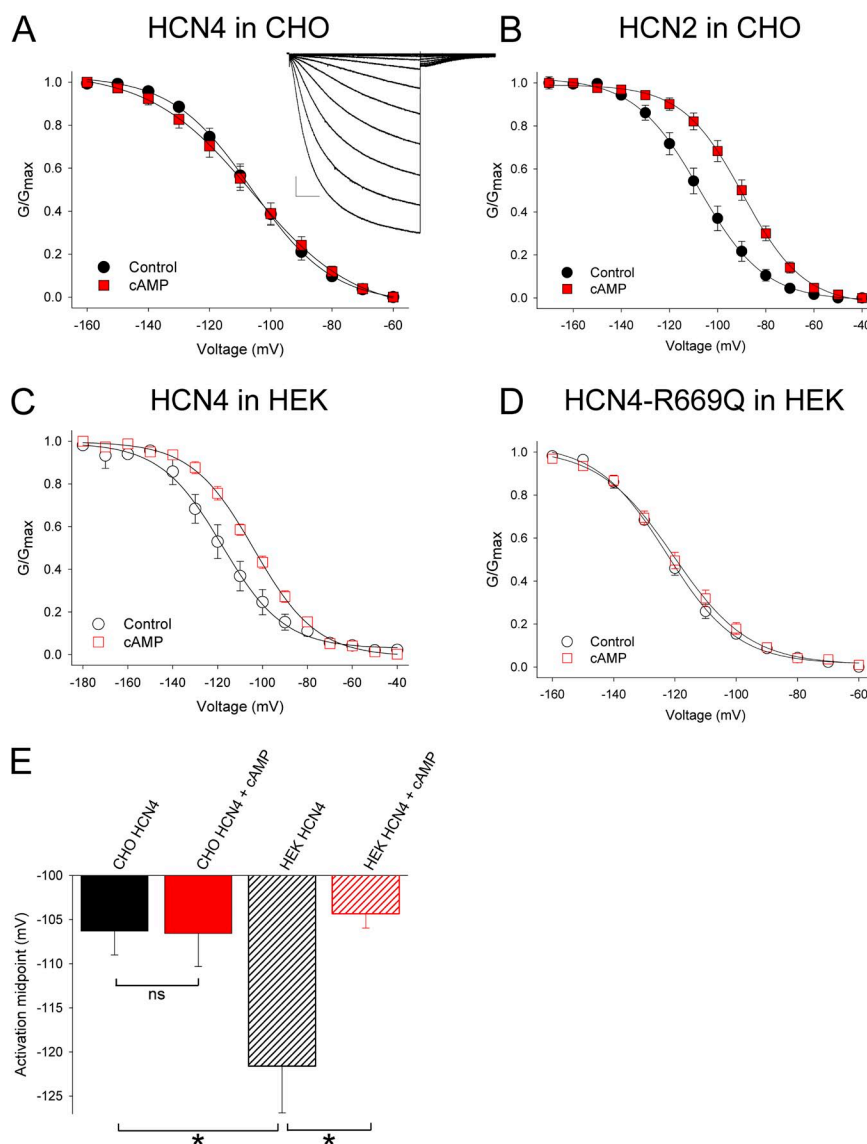 A
HCN4 in CHO
G/Gmax
1.0
0.8
0.6
0.4
0.2
0.0
Control
cAMP
-160
-140
-120
-100
-80
-60
Voltage (mV)
B
HCN2 in CHO
G/Gmax
1.0
0.8
0.6
0.4
0.2
0.0
Control
cAMP
-160
-140
-120
-100
-80
-60
-40
Voltage (mV)
C
HCN4 in HEK
G/Gmax
1.0
0.8
0.6
0.4
0.2
0.0
Control
cAMP
-180
-160
-140
-120
-100
-80
-60
-40
Voltage (mV)
D
HCN4-R669Q in HEK
G/Gmax
1.0
0.8
0.6
0.4
0.2
0.0
Control
cAMP
-160
-140
-120
-100
-80
-60
Voltage (mV)
E
CHO HCN4
CHO HCN4 + cAMP
HEK HCN4
HEK HCN4 + cAMP
Activation midpoint (mV)
-100
-105
-110
-115
-120
-125
ns
*
*